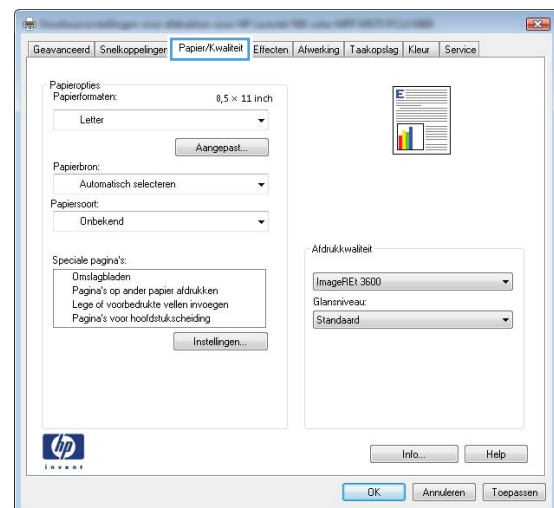 Geavanceerd Snelkoppelingen Papier/Kwaliteit Effecten Afwerking Taakopslag Kleur Service
Papieropties
Papierformaten: 8,5 × 11 inch
Letter
Aangepast...
Papierbron:
Automatisch selecteren
Papiersoort:
Onbekend
Speciale pagina's:
Omslagbladen
Pagina's op ander papier afdrukken
Lege of voorbedrukte vellen invoegen
Pagina's voor hoofdstukscheiding
Instellingen...
E
Afdrukkwaliteit
ImageREt 3600
Glansniveau:
Standaard
hp
invent
Info... Help
OK Annuleren Toepassen